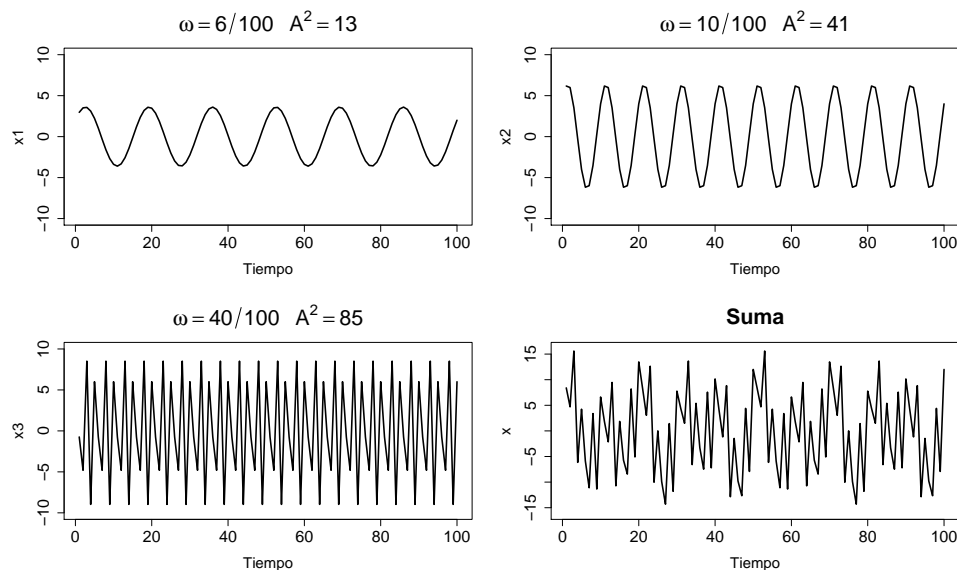 ω = 6/100   A² = 13
x1
−10 −5 0 5 10
0 20 40 60 80 100
Tiempo
ω = 10/100   A² = 41
x2
−10 −5 0 5 10
0 20 40 60 80 100
Tiempo
ω = 40/100   A² = 85
x3
−10 −5 0 5 10
0 20 40 60 80 100
Tiempo
Suma
x
−15 −5 5 15
0 20 40 60 80 100
Tiempo